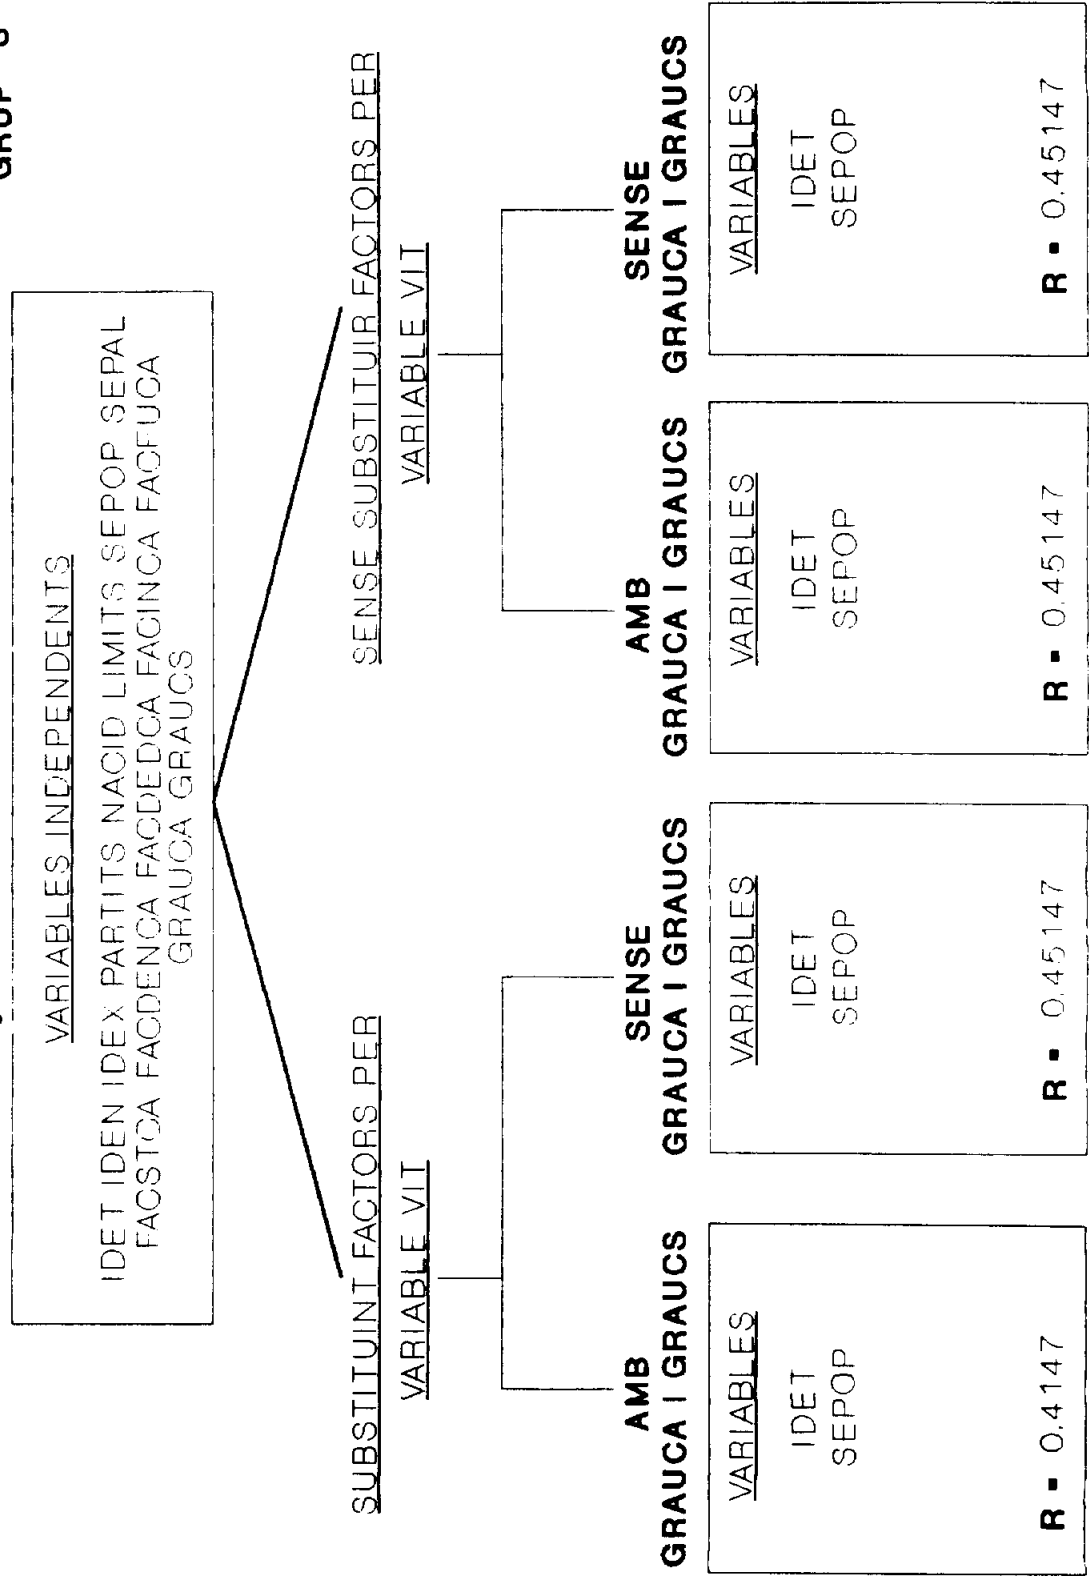 VARIABLES INDEPENDENTS
IDET IDEN IDEX PARTITS NACID LIMITS SEPOP SEPAL
FACSTCA FACDENCA FACDEDCA FACINCA FACFUCA
GRAUCA GRAUCS
SUBSTITUINT FACTORS PER
VARIABLE VIT
SENSE SUBSTITUIR FACTORS PER
VARIABLE VIT
AMB
GRAUCA I GRAUCS
SENSE
GRAUCA I GRAUCS
AMB
GRAUCA I GRAUCS
SENSE
GRAUCA I GRAUCS
VARIABLES
IDET
SEPOP
R = 0.4147
VARIABLES
IDET
SEPOP
R = 0.45147
VARIABLES
IDET
SEPOP
R = 0.45147
VARIABLES
IDET
SEPOP
R = 0.45147